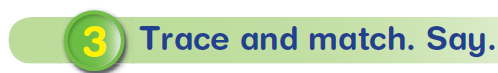 3 Trace and match. Say.